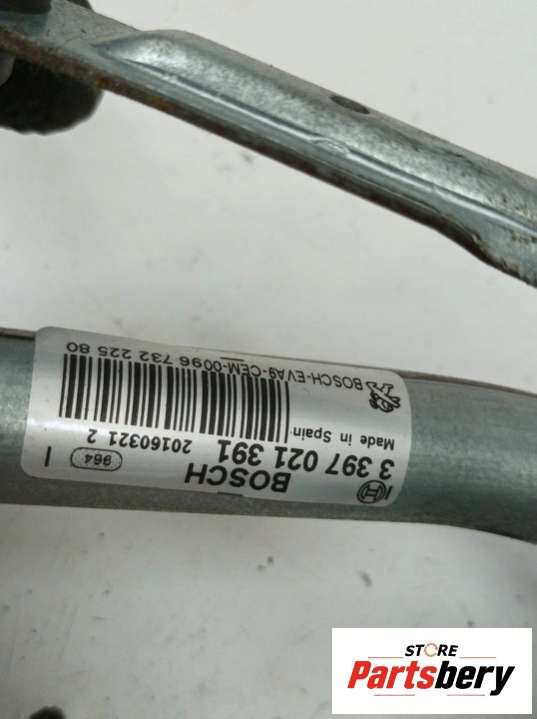 BOSCH
964
I
3 397 021 391
20160321 2
Made in Spain
BOSCH-EVA9-CEM-0096 732 225 80
STORE
Partsbery